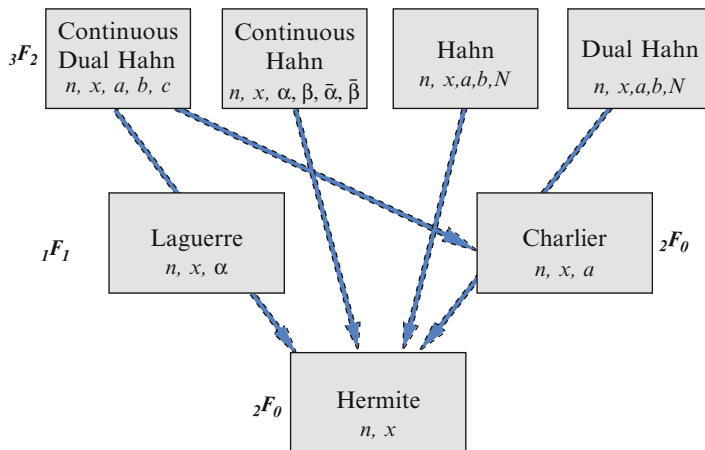 ₃F₂
Continuous
Dual Hahn
n, x, a, b, c
Continuous
Hahn
n, x, α, β, ᾱ, β̄
Hahn
n, x,a,b,N
Dual Hahn
n, x,a,b,N
₁F₁
Laguerre
n, x, α
Charlier
n, x, a
₂F₀
₂F₀
Hermite
n, x